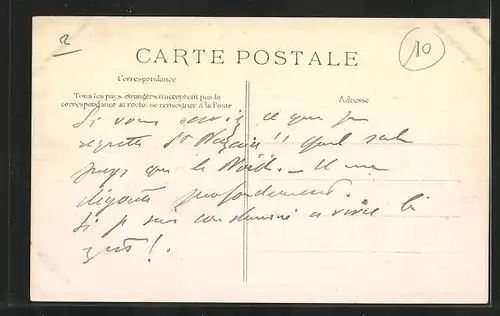 2
10
CARTE POSTALE
Correspondance
Tous les pays étrangers n'acceptent pas la
correspondance au recto, se renseigner à la Poste
Adresse
Si vous saviez ce que je
regrette St Nazaire !! Quel sale
pays que le Nord. _ Il me
dégoute profondément.
Si je suis condamné a vivre là
!